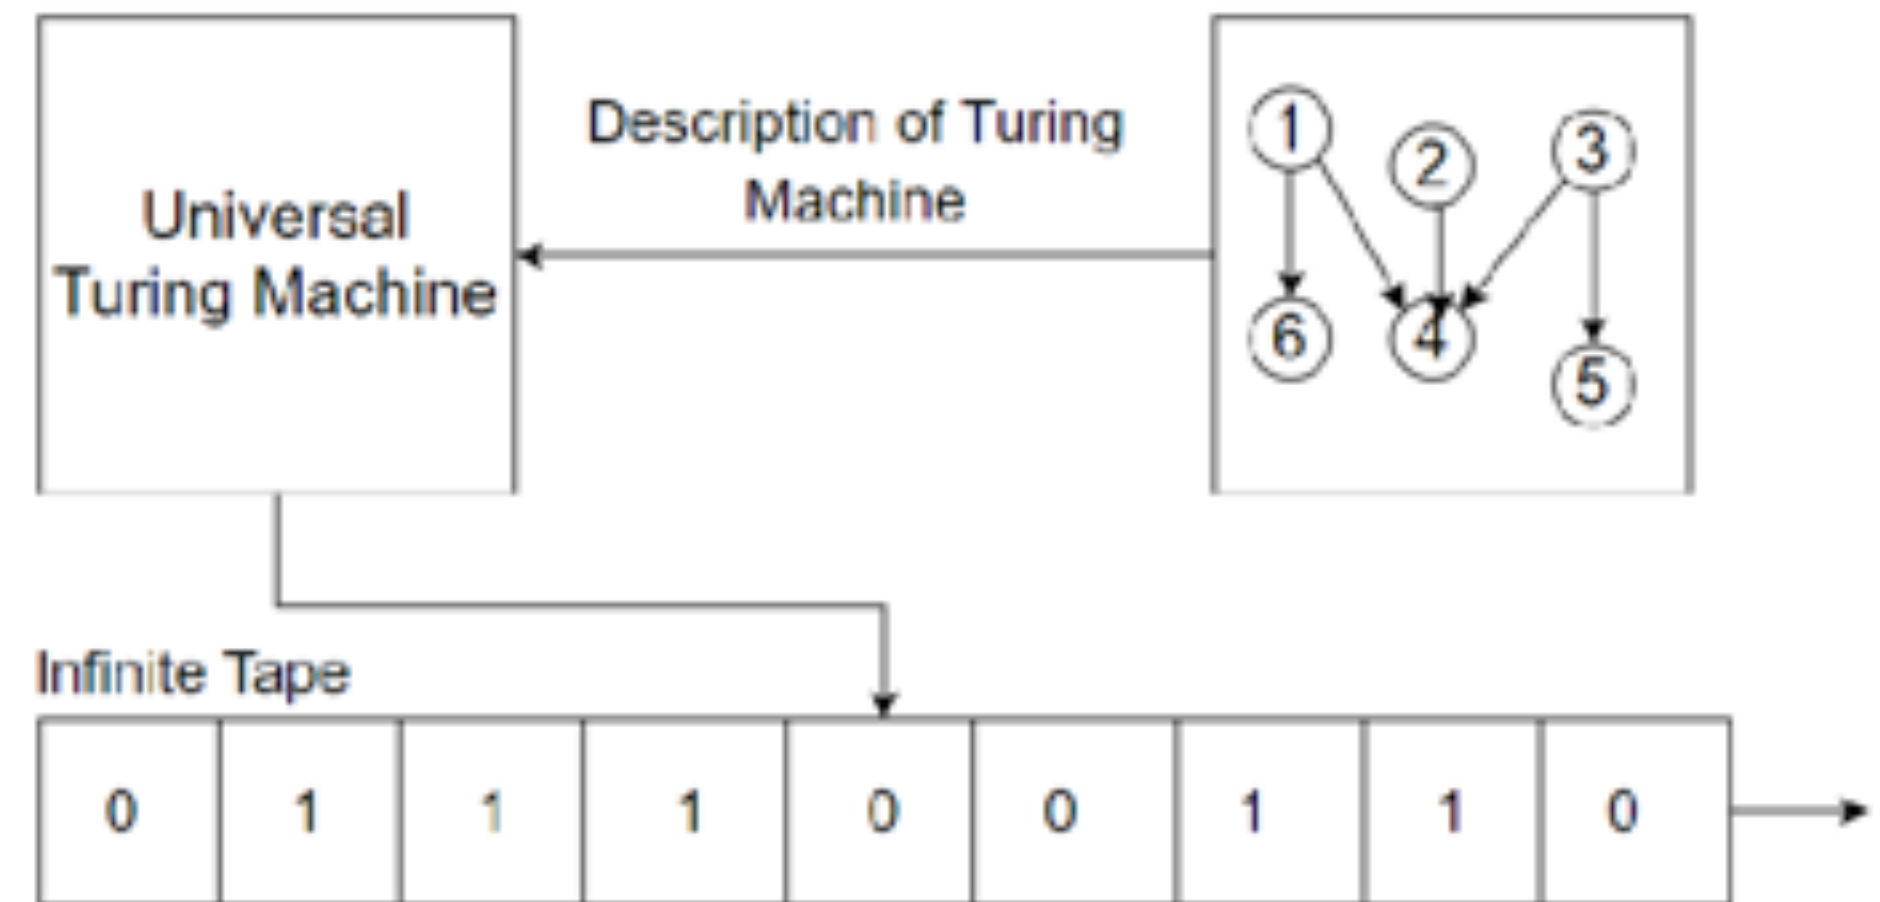 Universal
Turing Machine
Description of Turing
Machine
1
2
3
6
4
5
Infinite Tape
0 1 1 1 0 0 1 1 0